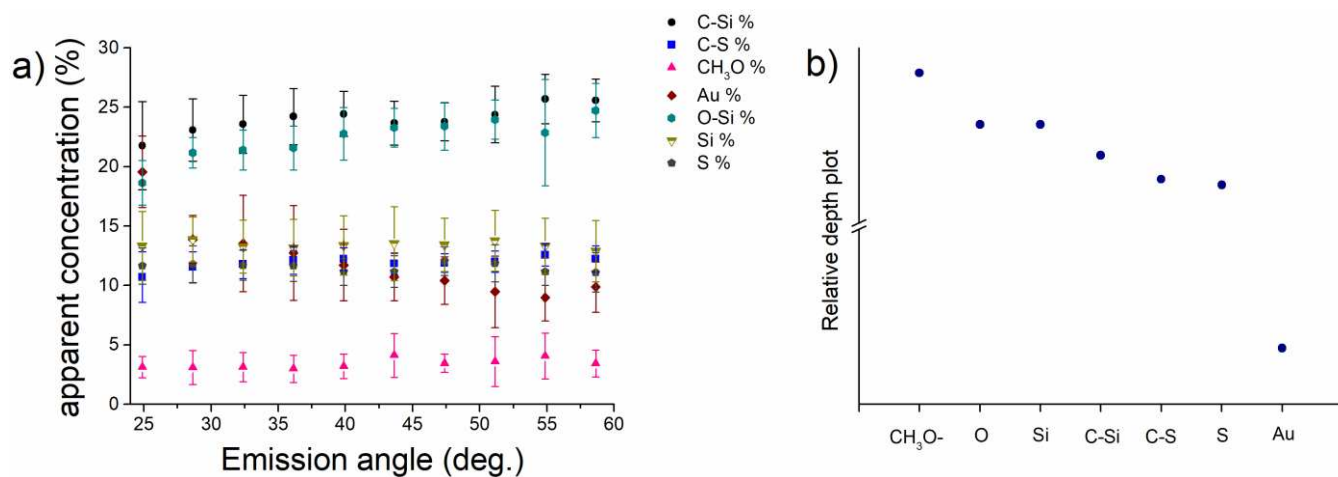 a)
apparent concentration (%)
30
25
20
15
10
5
0
25 30 35 40 45 50 55 60
Emission angle (deg.)
C-Si %
C-S %
CH₃O %
Au %
O-Si %
Si %
S %
b)
Relative depth plot
CH₃O- O Si C-Si C-S S Au